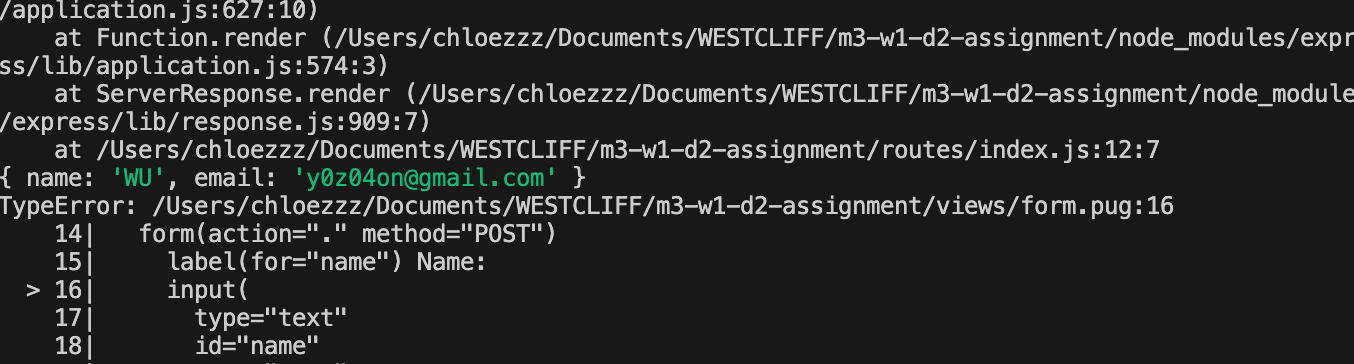 /application.js:627:10)
    at Function.render (/Users/chloezzz/Documents/WESTCLIFF/m3-w1-d2-assignment/node_modules/expr
ss/lib/application.js:574:3)
    at ServerResponse.render (/Users/chloezzz/Documents/WESTCLIFF/m3-w1-d2-assignment/node_module
/express/lib/response.js:909:7)
    at /Users/chloezzz/Documents/WESTCLIFF/m3-w1-d2-assignment/routes/index.js:12:7
{ name: 'WU', email: 'y0z04on@gmail.com' }
TypeError: /Users/chloezzz/Documents/WESTCLIFF/m3-w1-d2-assignment/views/form.pug:16
    14|   form(action="." method="POST")
    15|     label(for="name") Name:
  > 16|     input(
    17|       type="text"
    18|       id="name"